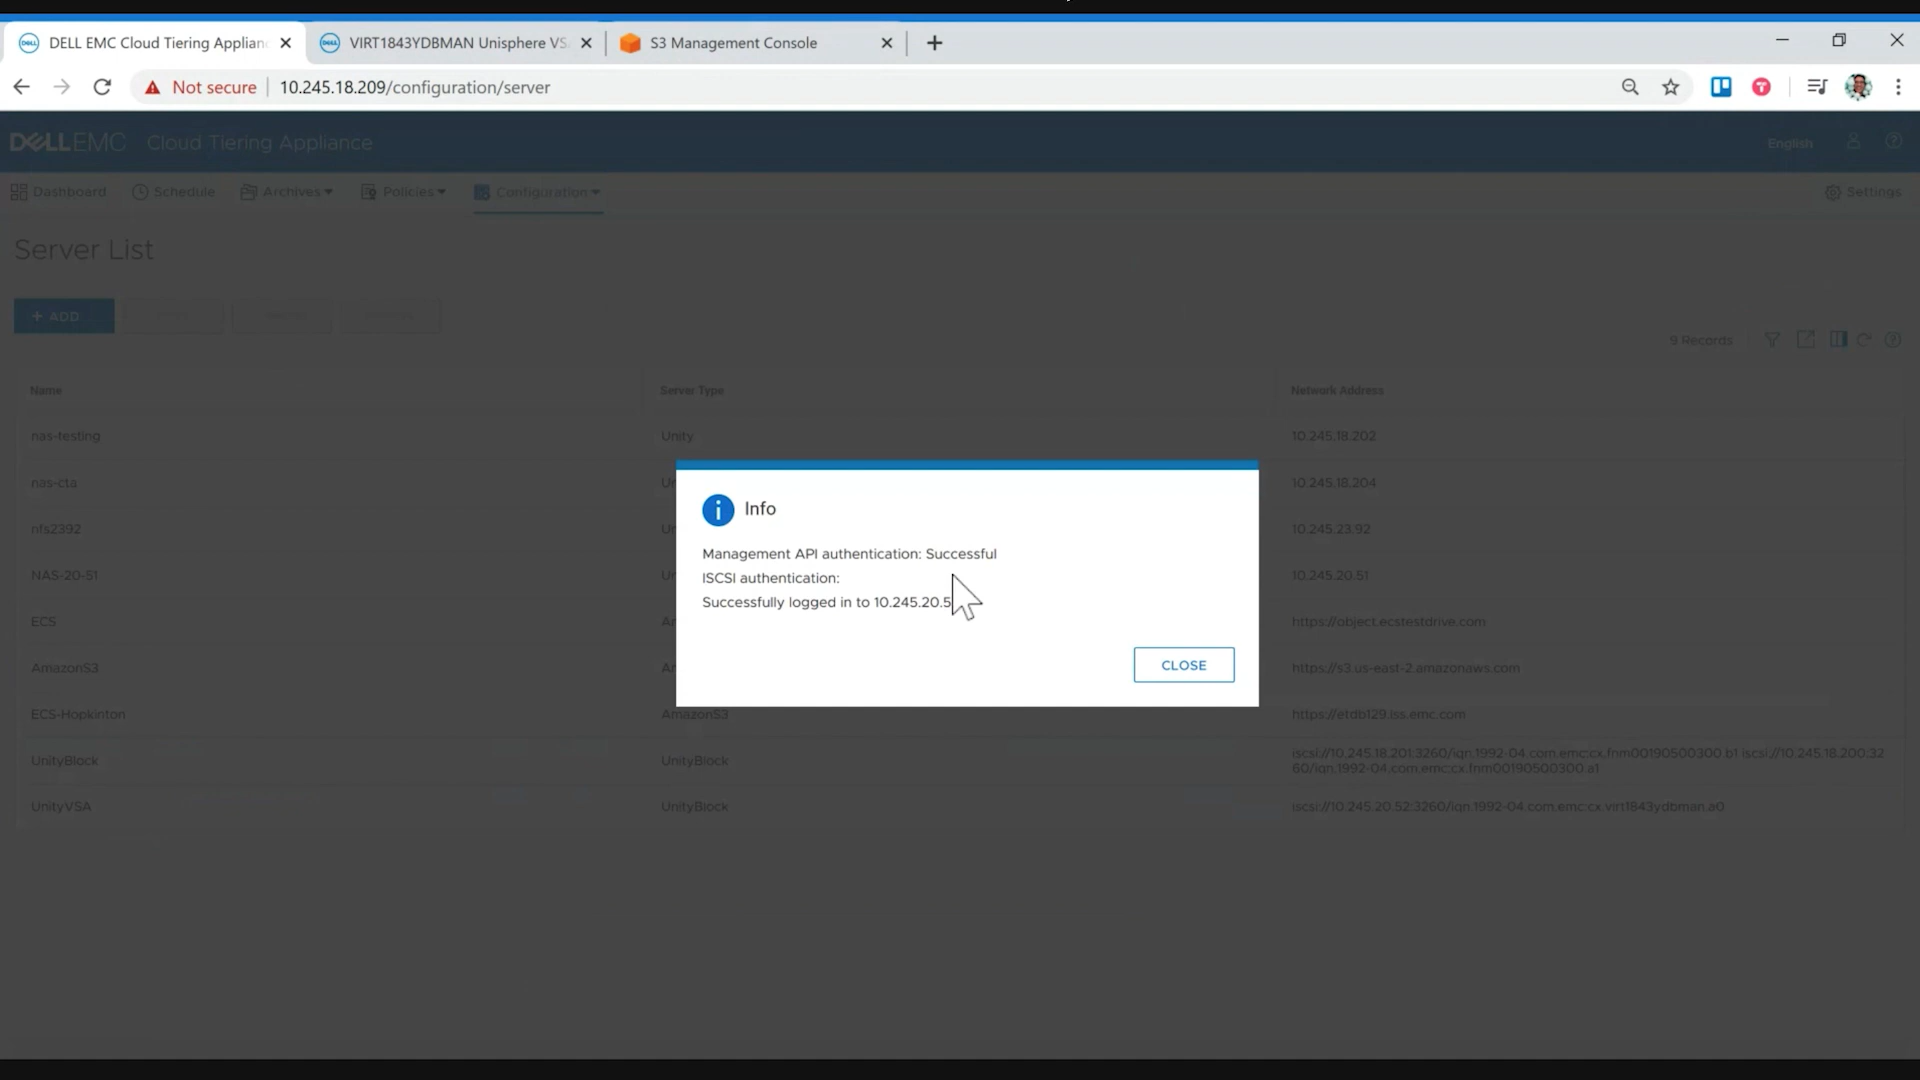 DELL EMC Cloud Tiering Applianc
VIRT1843YDBMAN Unisphere VS
S3 Management Console
Not secure
10.245.18.209/configuration/server
DELLEMC Cloud Tiering Appliance
English
Dashboard
Schedule
Archives
Policies
Configuration
Settings
Server List
+ ADD
9 Records
Name
Server Type
Network Address
nas-testing
Unity
10.245.18.202
nas-cta
10.245.18.204
nfs2392
10.245.23.92
NAS-20-51
10.245.20.51
ECS
https://object.ecstestdrive.com
AmazonS3
https://s3.us-east-2.amazonaws.com
ECS-Hopkinton
AmazonS3
https://etdb129.lss.emc.com
UnityBlock
UnityBlock
iscsi://10.245.18.201:3260/iqn.1992-04.com.emc:cx.fnm00190500300.b1 iscsi://10.245.18.200:32
60/iqn.1992-04.com.emc:cx.fnm00190500300.a1
UnityVSA
UnityBlock
iscsi://10.245.20.52:3260/iqn.1992-04.com.emc:cx.virt1843ydbman.a0
i
Info
Management API authentication: Successful
ISCSI authentication:
Successfully logged in to 10.245.20.5
CLOSE